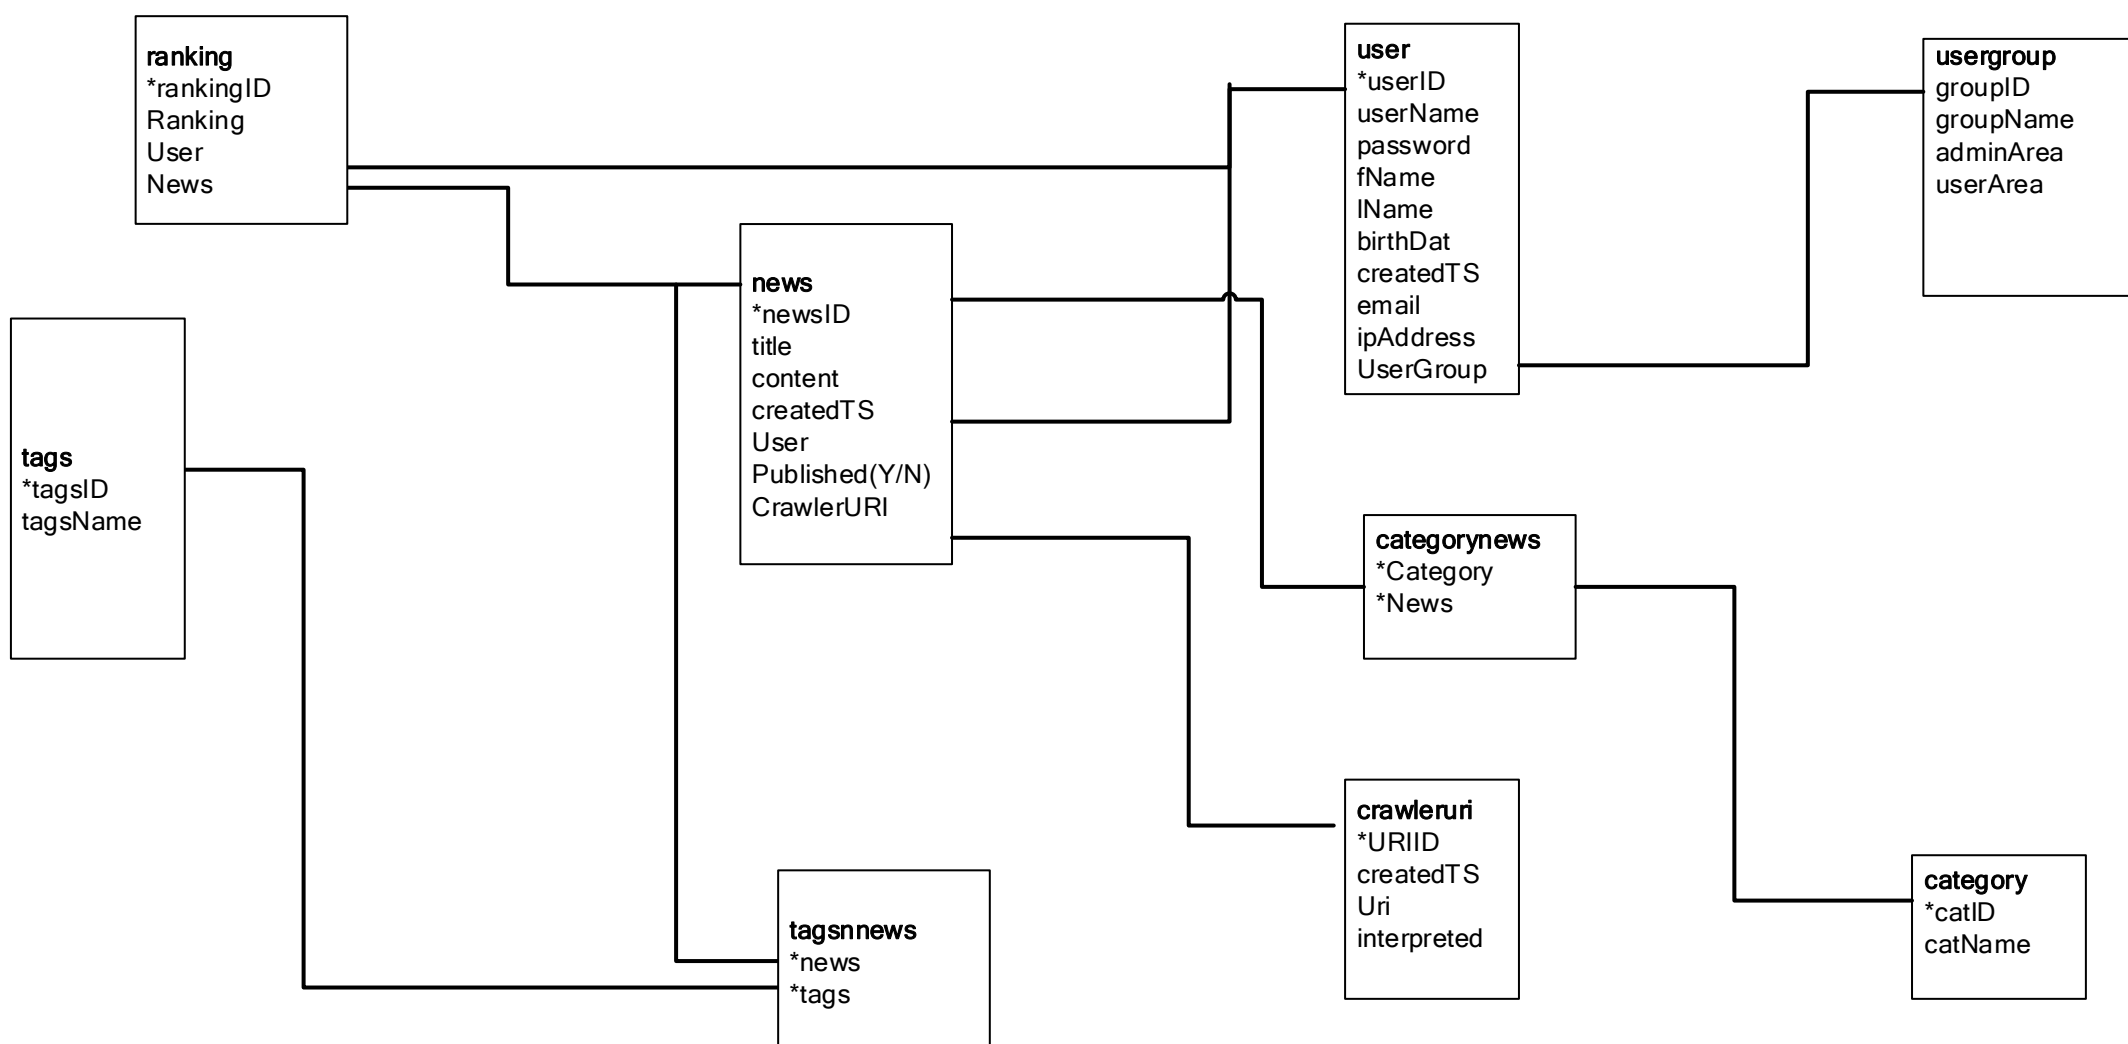 ranking
*rankingID
Ranking
User
News
user
*userID
userName
password
fName
lName
birthDat
createdTS
email
ipAddress
UserGroup
usergroup
groupID
groupName
adminArea
userArea
news
*newsID
title
content
createdTS
User
Published(Y/N)
CrawlerURI
tags
*tagsID
tagsName
categorynews
*Category
*News
crawleruri
*URIID
createdTS
Uri
interpreted
category
*catID
catName
tagsnnews
*news
*tags